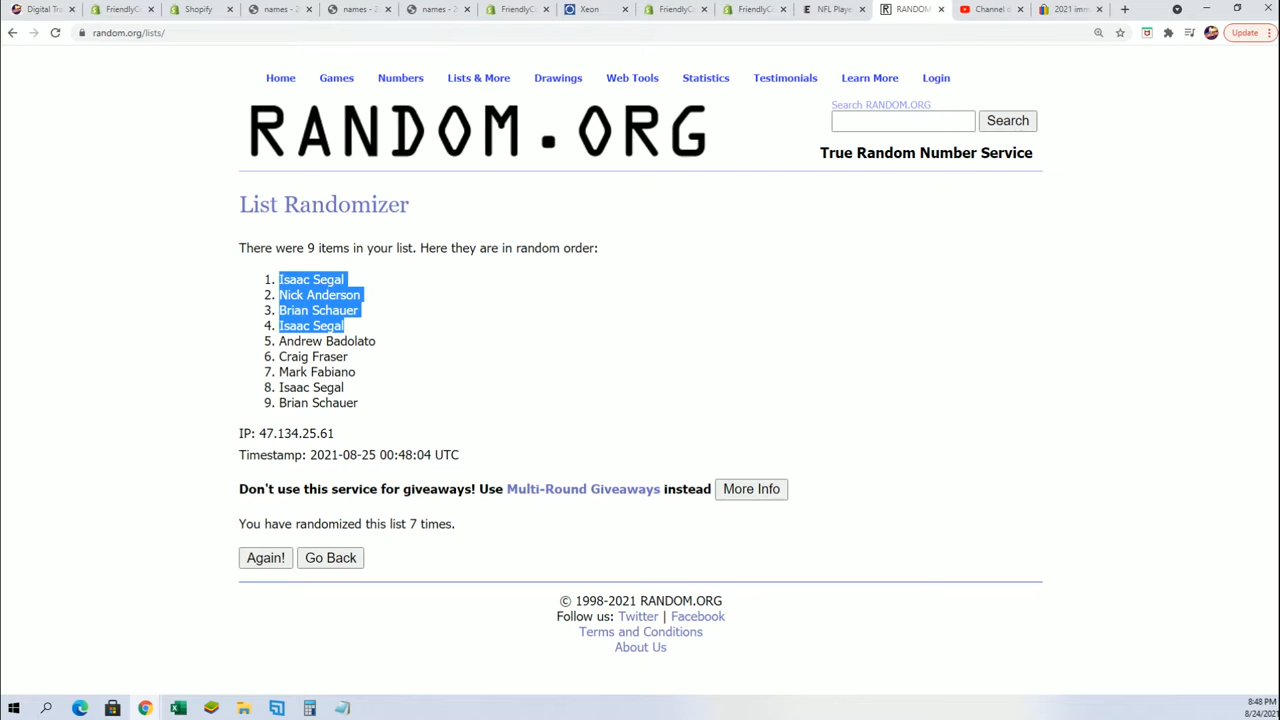 Digital Tra
FriendlyCo
Shopify
names - 2
names - 2
names - 2
FriendlyCo
Xeon
FriendlyCo
FriendlyCo
NFL Playe
RANDOM
Channel d
2021 imm
random.org/lists/
Update
Home Games Numbers Lists & More Drawings Web Tools Statistics Testimonials Learn More Login
RANDOM.ORG
Search RANDOM.ORG
Search
True Random Number Service
List Randomizer
There were 9 items in your list. Here they are in random order:
1. Isaac Segal
2. Nick Anderson
3. Brian Schauer
4. Isaac Segal
5. Andrew Badolato
6. Craig Fraser
7. Mark Fabiano
8. Isaac Segal
9. Brian Schauer
IP: 47.134.25.61
Timestamp: 2021-08-25 00:48:04 UTC
Don't use this service for giveaways! Use Multi-Round Giveaways instead More Info
You have randomized this list 7 times.
Again! Go Back
© 1998-2021 RANDOM.ORG
Follow us: Twitter | Facebook
Terms and Conditions
About Us
8:48 PM
8/24/2021